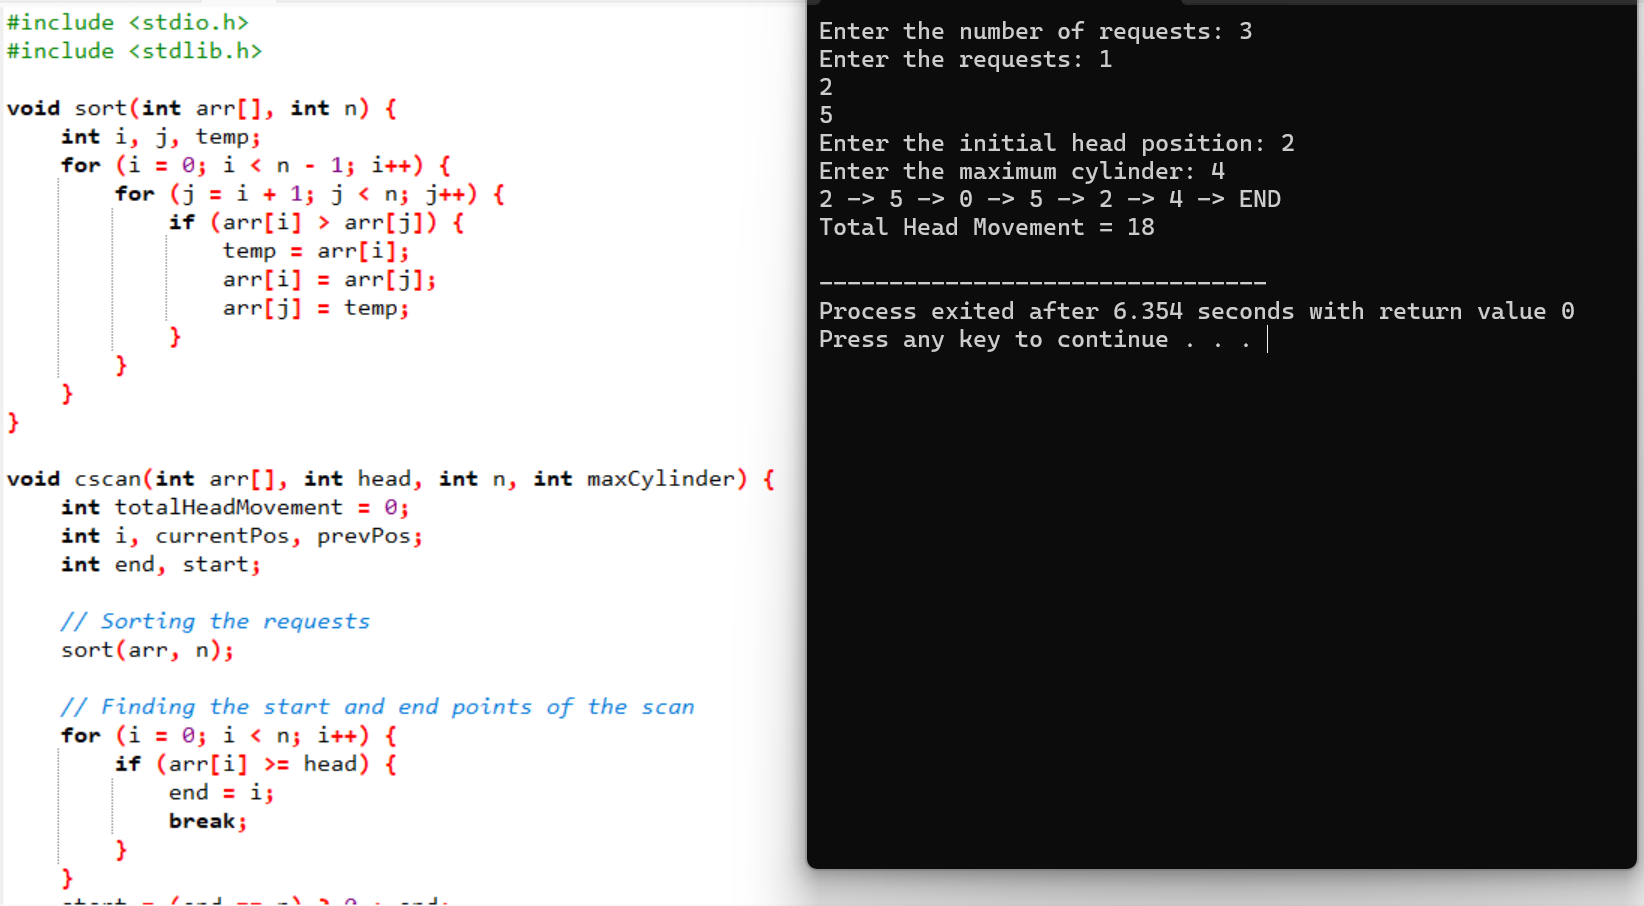 #include <stdio.h>
#include <stdlib.h>
void sort(int arr[], int n) {
    int i, j, temp;
    for (i = 0; i < n - 1; i++) {
        for (j = i + 1; j < n; j++) {
            if (arr[i] > arr[j]) {
                temp = arr[i];
                arr[i] = arr[j];
                arr[j] = temp;
            }
        }
    }
}
void cscan(int arr[], int head, int n, int maxCylinder) {
    int totalHeadMovement = 0;
    int i, currentPos, prevPos;
    int end, start;
    // Sorting the requests
    sort(arr, n);
    // Finding the start and end points of the scan
    for (i = 0; i < n; i++) {
        if (arr[i] >= head) {
            end = i;
            break;
        }
    }
Enter the number of requests: 3
Enter the requests: 1
2
5
Enter the initial head position: 2
Enter the maximum cylinder: 4
2 -> 5 -> 0 -> 5 -> 2 -> 4 -> END
Total Head Movement = 18
--------------------------------
Process exited after 6.354 seconds with return value 0
Press any key to continue . . .